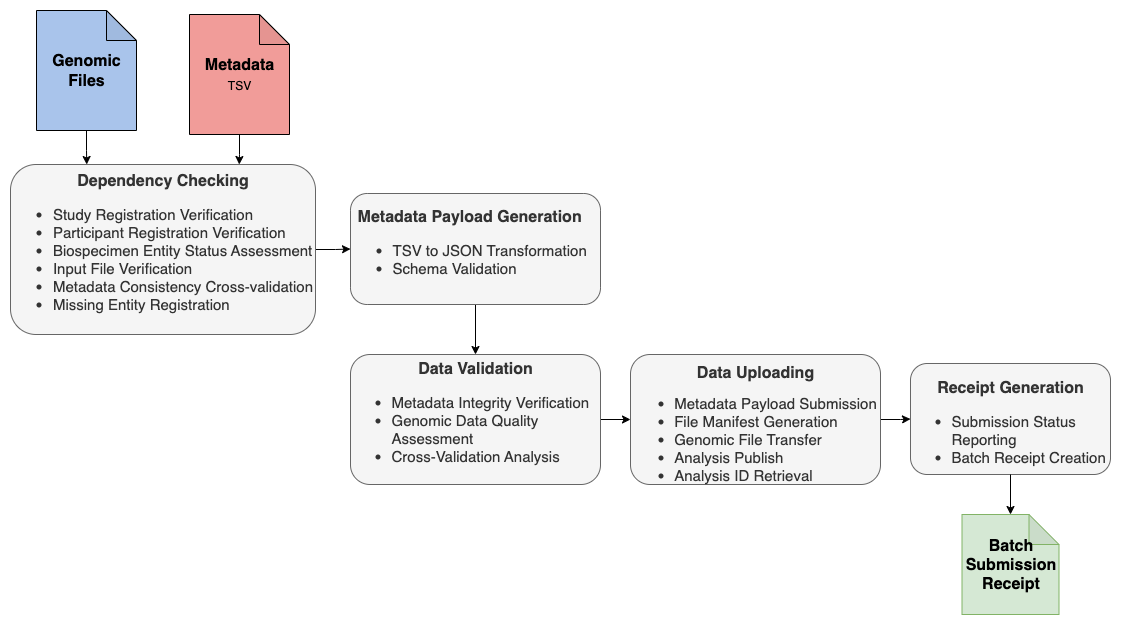 Genomic
Files
Metadata
TSV
Dependency Checking
• Study Registration Verification
• Participant Registration Verification
• Biospecimen Entity Status Assessment
• Input File Verification
• Metadata Consistency Cross-validation
• Missing Entity Registration
Metadata Payload Generation
• TSV to JSON Transformation
• Schema Validation
Data Validation
• Metadata Integrity Verification
• Genomic Data Quality
Assessment
• Cross-Validation Analysis
Data Uploading
• Metadata Payload Submission
• File Manifest Generation
• Genomic File Transfer
• Analysis Publish
• Analysis ID Retrieval
Receipt Generation
• Submission Status
Reporting
• Batch Receipt Creation
Batch
Submission
Receipt